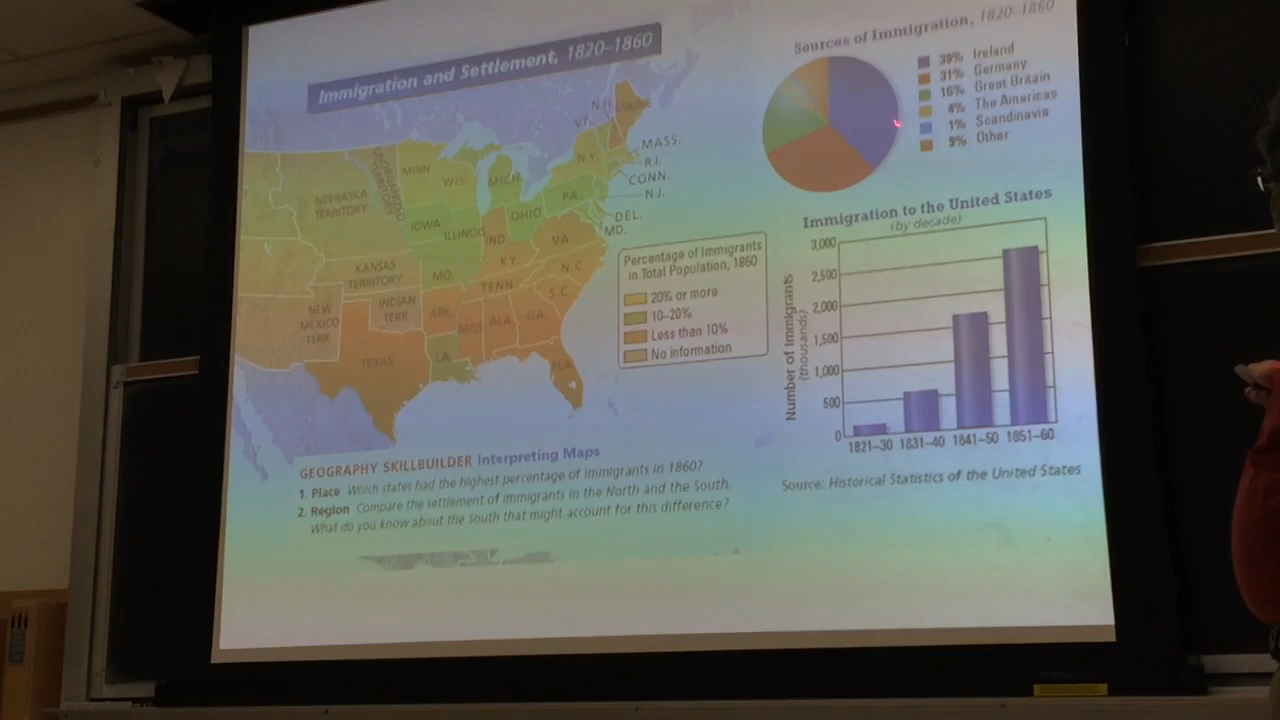 Immigration and Settlement, 1820–1860
N.H.
MAINE
VT.
MASS.
R.I.
CONN.
N.J.
N.Y.
PA.
DEL.
MD.
MINN.
WIS.
MICH.
UNORGANIZED
TERRITORY
NEBRASKA
TERRITORY
IOWA
ILLINOIS
IND.
OHIO
VA.
KANSAS
TERRITORY
MO.
KY.
N.C.
TENN.
S.C.
NEW
MEXICO
TERR.
INDIAN
TERR.
ARK.
MISS.
ALA.
GA.
TEXAS
LA.
FLA.
Percentage of Immigrants
in Total Population, 1860
20% or more
10–20%
Less than 10%
No information
GEOGRAPHY SKILLBUILDER Interpreting Maps
1. Place Which states had the highest percentage of immigrants in 1860?
2. Region Compare the settlement of immigrants in the North and the South.
What do you know about the South that might account for this difference?
Sources of Immigration, 1820–1860
39% Ireland
31% Germany
16% Great Britain
4% The Americas
1% Scandinavia
9% Other
Immigration to the United States
(by decade)
Number of Immigrants
(thousands)
3,000
2,500
2,000
1,500
1,000
500
0
1821–30 1831–40 1841–50 1851–60
Source: Historical Statistics of the United States